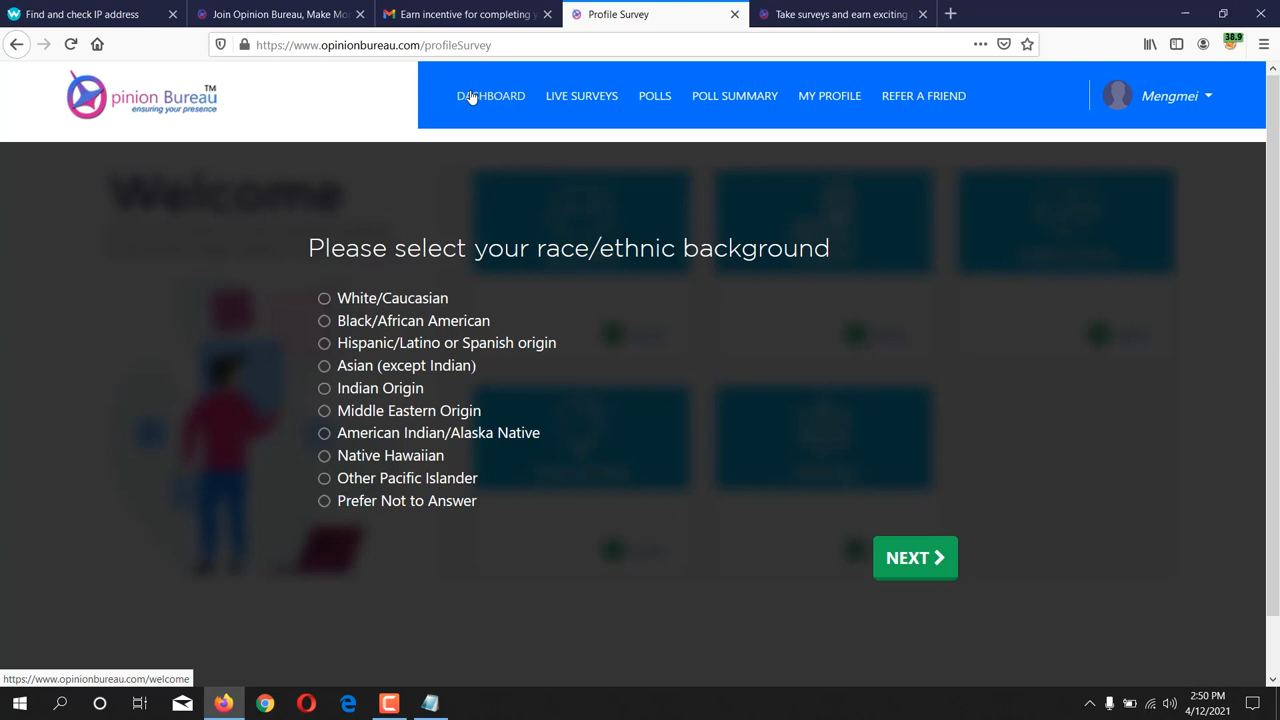 Find and check IP address
Join Opinion Bureau, Make Mo
Earn incentive for completing y
Profile Survey
Take surveys and earn exciting
https://www.opinionbureau.com/profileSurvey
38.9
pinion Bureau TM
ensuring your presence
DASHBOARD LIVE SURVEYS POLLS POLL SUMMARY MY PROFILE REFER A FRIEND Mengmei
Welcome
Please select your race/ethnic background
White/Caucasian
Black/African American
Hispanic/Latino or Spanish origin
Asian (except Indian)
Indian Origin
Middle Eastern Origin
American Indian/Alaska Native
Native Hawaiian
Other Pacific Islander
Prefer Not to Answer
NEXT
https://www.opinionbureau.com/welcome
2:50 PM
4/12/2021